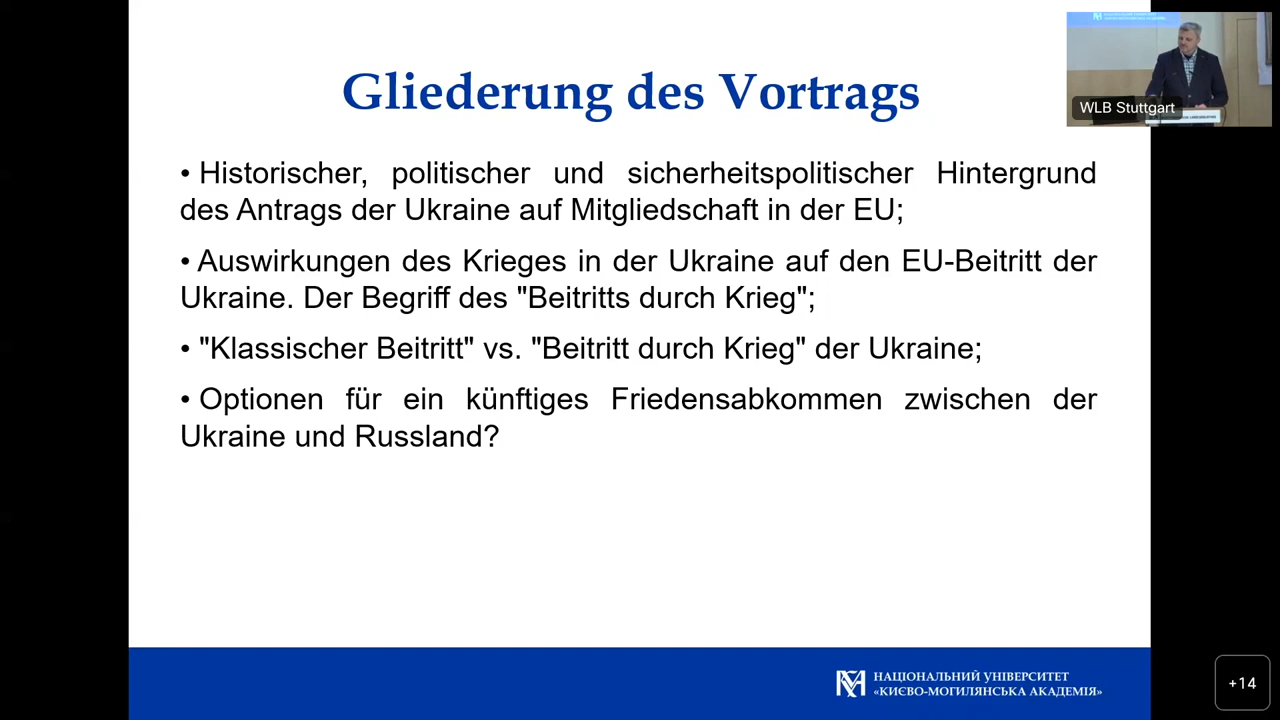 Gliederung des Vortrags
WLB Stuttgart
• Historischer, politischer und sicherheitspolitischer Hintergrund
des Antrags der Ukraine auf Mitgliedschaft in der EU;
• Auswirkungen des Krieges in der Ukraine auf den EU-Beitritt der
Ukraine. Der Begriff des "Beitritts durch Krieg";
• "Klassischer Beitritt" vs. "Beitritt durch Krieg" der Ukraine;
• Optionen für ein künftiges Friedensabkommen zwischen der
Ukraine und Russland?
НАЦІОНАЛЬНИЙ УНІВЕРСИТЕТ
«КИЄВО-МОГИЛЯНСЬКА АКАДЕМІЯ»
+14